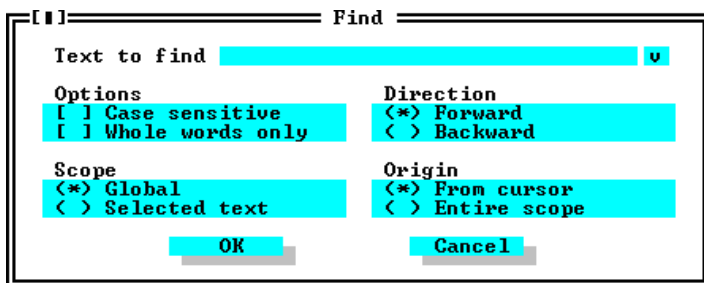 [▮] Find
Text to find v
Options Direction
[ ] Case sensitive (*) Forward
[ ] Whole words only ( ) Backward
Scope Origin
(*) Global (*) From cursor
( ) Selected text ( ) Entire scope
OK Cancel